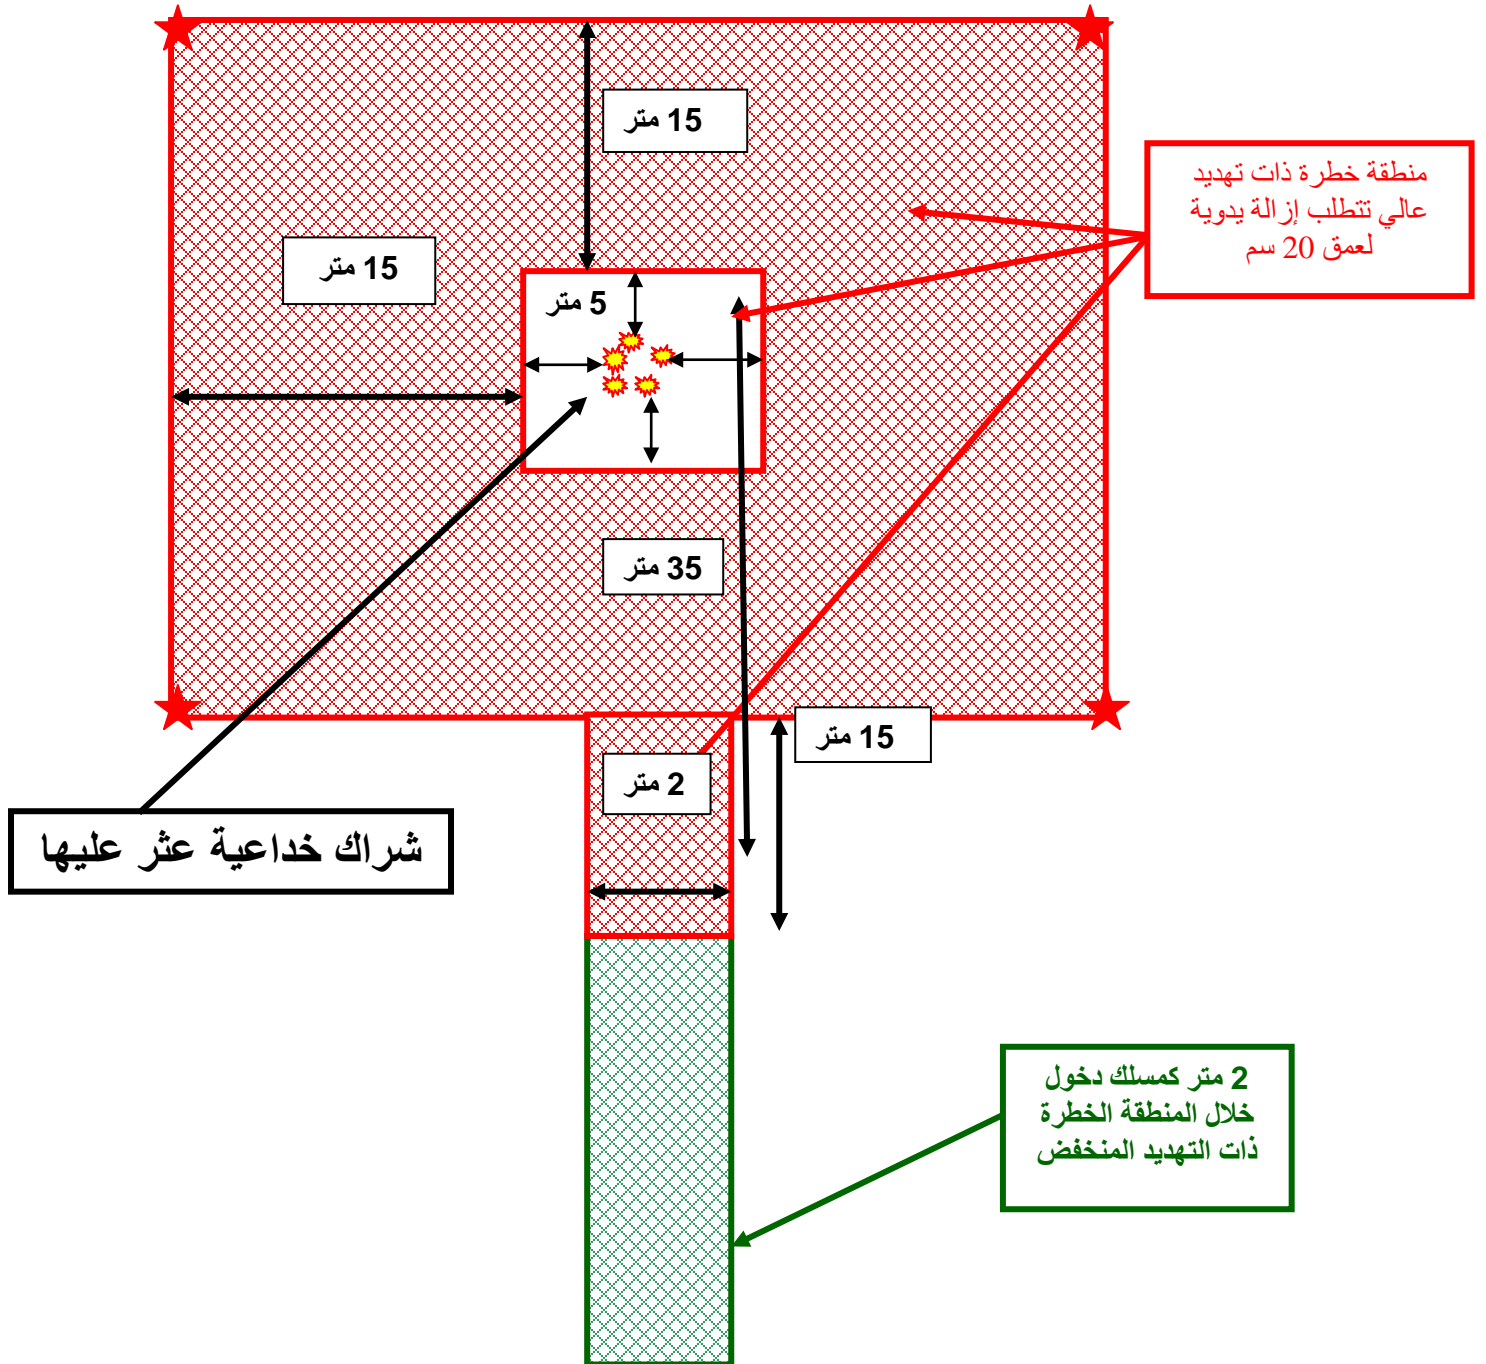 15 متر
منطقة خطرة ذات تهديد
عالي تتطلب إزالة يدوية
لعمق 20 سم
15 متر
5 متر
35 متر
15 متر
2 متر
شراك خداعية عثر عليها
2 متر كمسلك دخول
خلال المنطقة الخطرة
ذات التهديد المنخفض